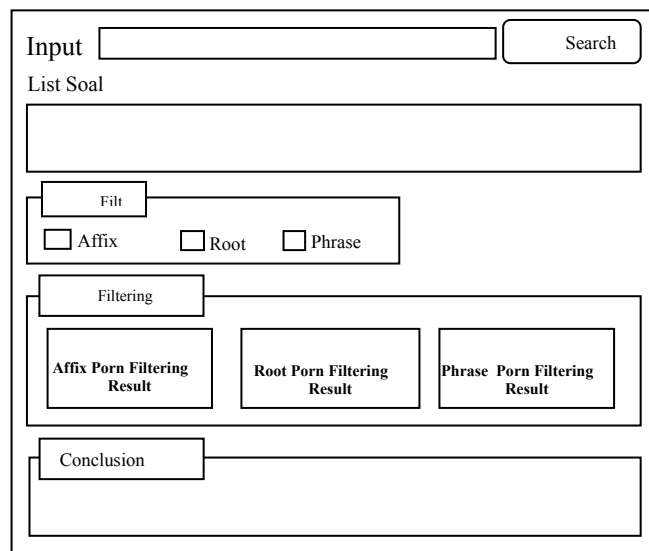 Input Search
List Soal
Filt
Affix Root Phrase
Filtering
Affix Porn Filtering Root Porn Filtering Phrase Porn Filtering
Result Result Result
Conclusion